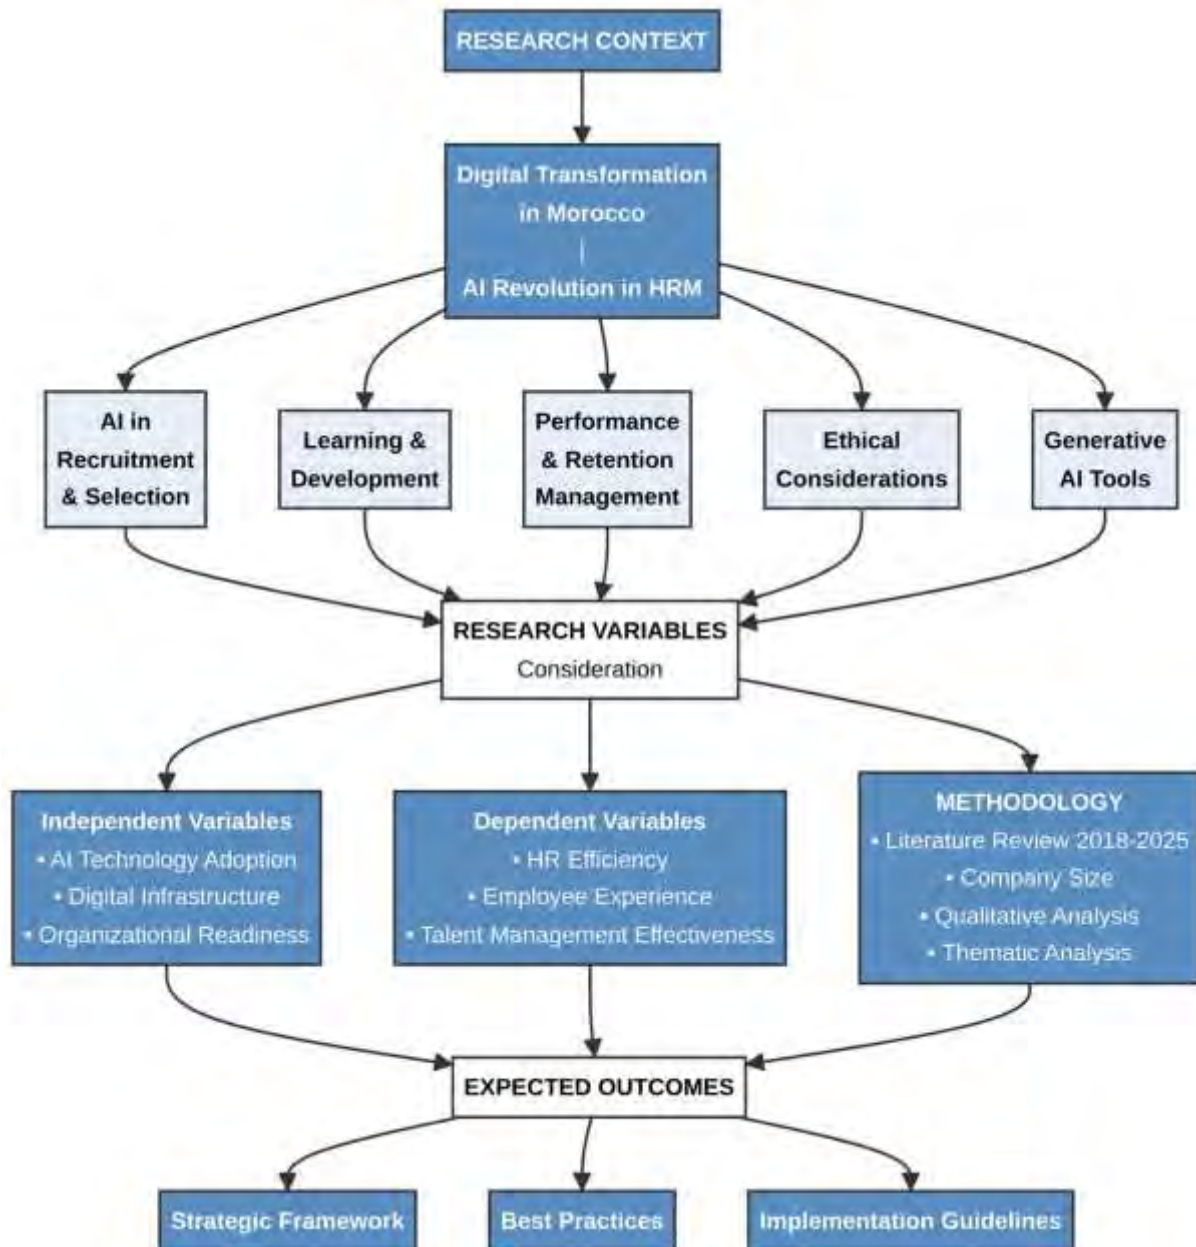 RESEARCH CONTEXT
Digital Transformation
in Morocco
|
AI Revolution in HRM
AI in
Recruitment
& Selection
Learning &
Development
Performance
& Retention
Management
Ethical
Considerations
Generative
AI Tools
RESEARCH VARIABLES
Consideration
Independent Variables
• AI Technology Adoption
• Digital Infrastructure
• Organizational Readiness
Dependent Variables
• HR Efficiency
• Employee Experience
• Talent Management Effectiveness
METHODOLOGY
• Literature Review 2018-2025
• Company Size
• Qualitative Analysis
• Thematic Analysis
EXPECTED OUTCOMES
Strategic Framework
Best Practices
Implementation Guidelines